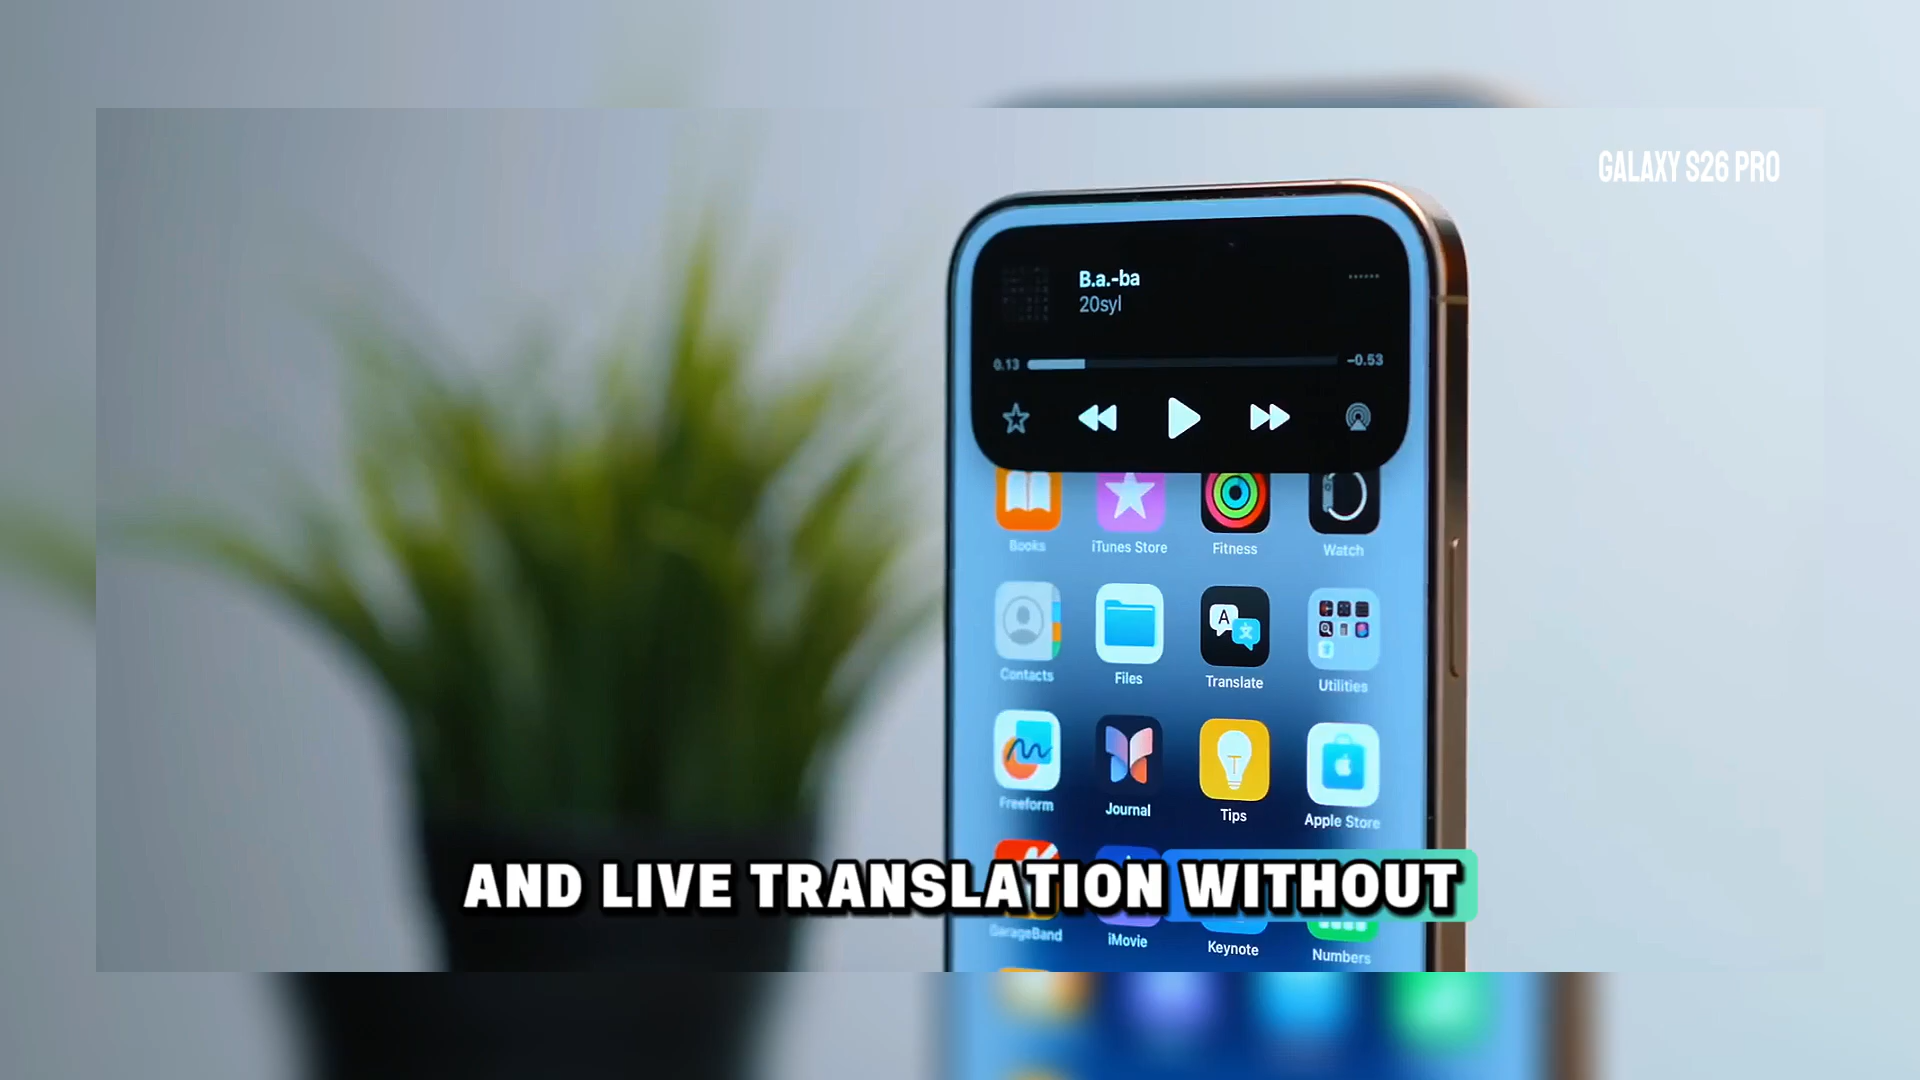 GALAXY S26 PRO
B.a.-ba
20syl
0.13
-0.53
Books
iTunes Store
Fitness
Watch
Contacts
Files
A
Translate
Utilities
Freeform
Journal
Tips
Apple Store
AND LIVE TRANSLATION WITHOUT
GarageBand
iMovie
Keynote
Numbers